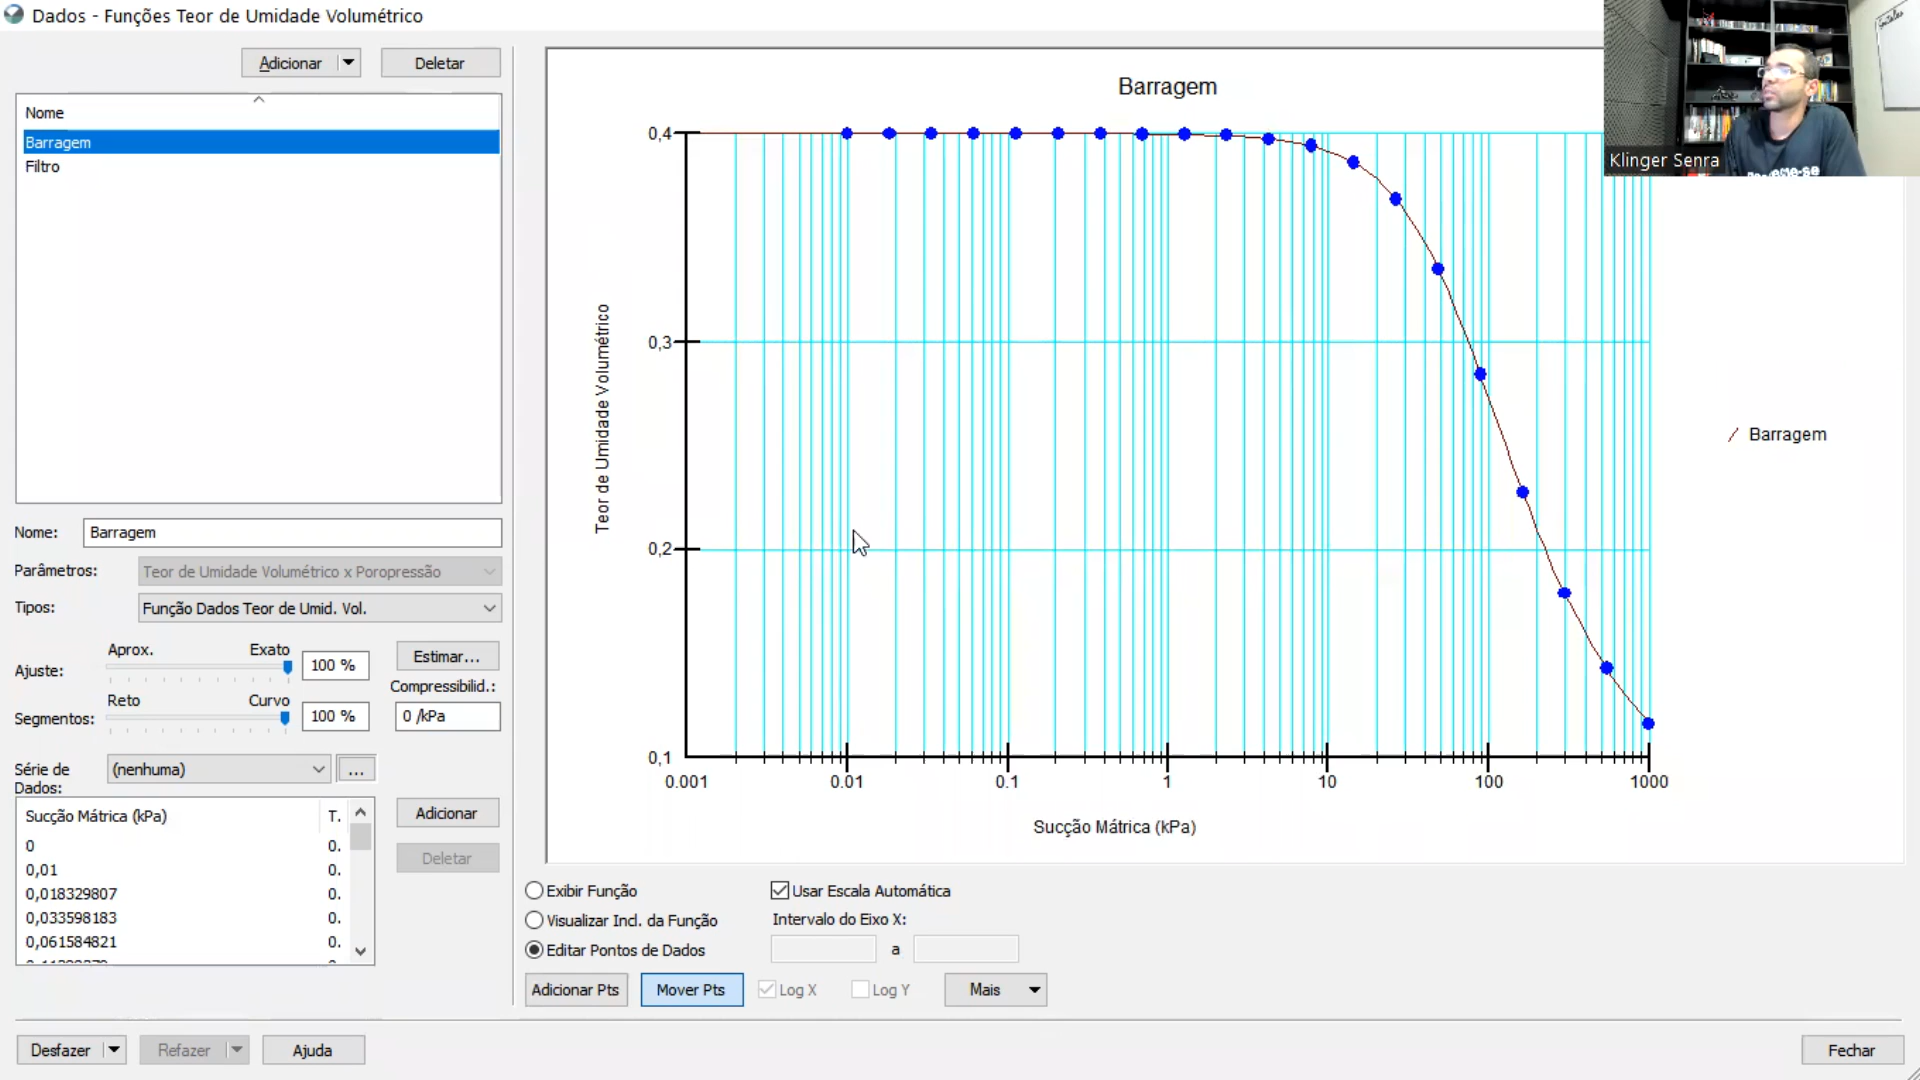 Dados - Funções Teor de Umidade Volumétrico
Adicionar
Deletar
Nome
Barragem
Filtro
Nome: Barragem
Parâmetros: Teor de Umidade Volumétrico x Poropressão
Tipos: Função Dados Teor de Umid. Vol.
Ajuste: Aprox. Exato 100 %
Estimar...
Compressibilid.:
Segmentos: Reto Curvo 100 %
0 /kPa
Série de Dados: (nenhuma) ...
Sucção Mátrica (kPa) T.
0 0.
0,01 0.
0,018329807 0.
0,033598183 0.
0,061584821 0.
Adicionar
Deletar
Desfazer
Refazer
Ajuda
Barragem
Teor de Umidade Volumétrico
0,4
0,3
0,2
0,1
0.001 0.01 0.1 1 10 100 1000
Sucção Mátrica (kPa)
Barragem
Klinger Senra
Exibir Função
Visualizar Incl. da Função
Editar Pontos de Dados
Usar Escala Automática
Intervalo do Eixo X:
a
Adicionar Pts
Mover Pts
Log X
Log Y
Mais
Fechar